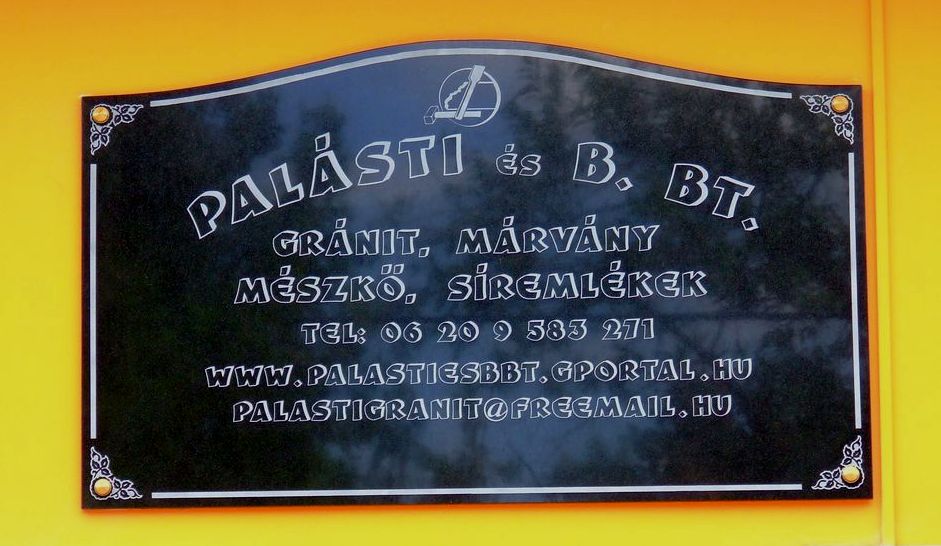 PALÁSTI és B. BT.
GRÁNIT, MÁRVÁNY
MÉSZKŐ, SÍREMLÉKEK
TEL: 06 20 9 583 271
WWW.PALASTIESBBT.GPORTAL.HU
PALASTIGRANIT@FREEMAIL.HU